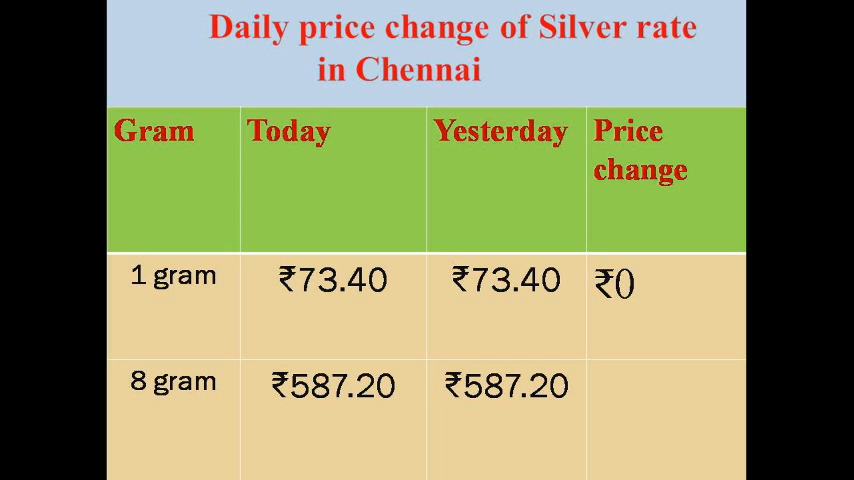 Daily price change of Silver rate
in Chennai
Gram Today Yesterday Price
change
1 gram ₹73.40 ₹73.40 ₹0
8 gram ₹587.20 ₹587.20